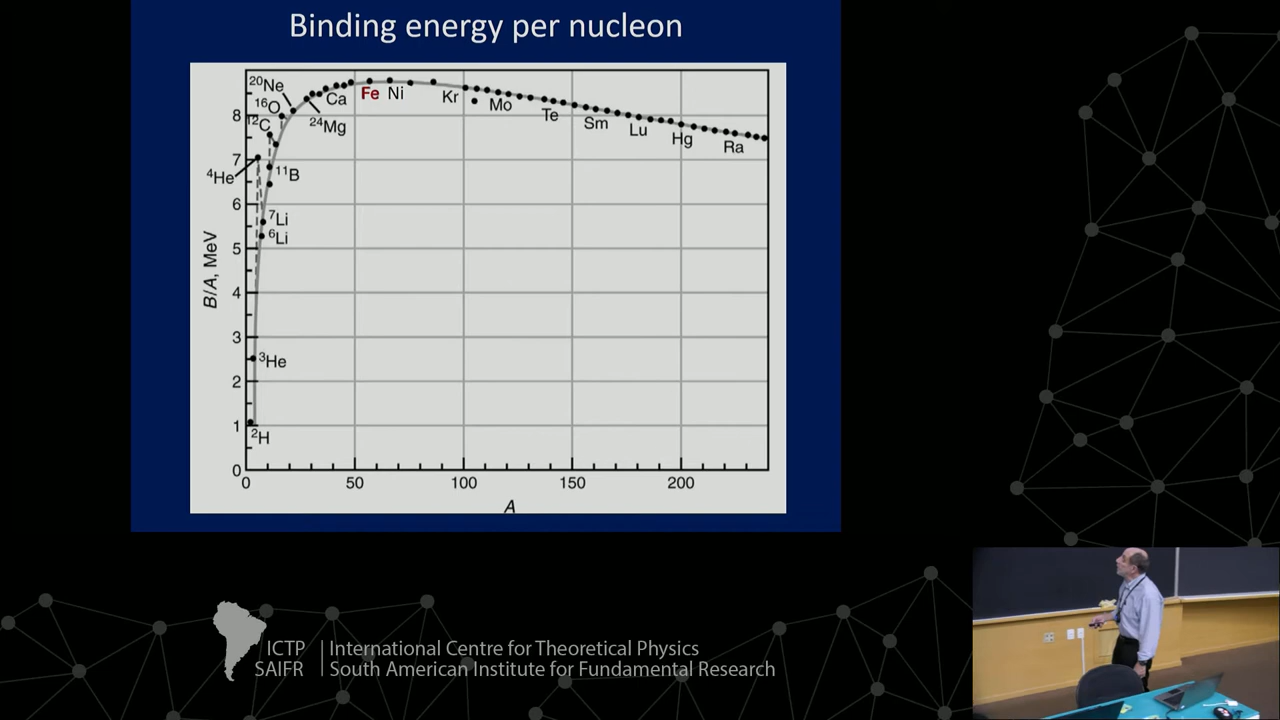 Binding energy per nucleon
20Ne
16O
12C
24Mg
Ca
Fe
Ni
Kr
Mo
Te
Sm
Lu
Hg
Ra
4He
11B
7Li
6Li
3He
2H
8
7
6
5
4
3
2
1
0
B/A, MeV
0 50 100 150 200
A
ICTP International Centre for Theoretical Physics
SAIFR South American Institute for Fundamental Research